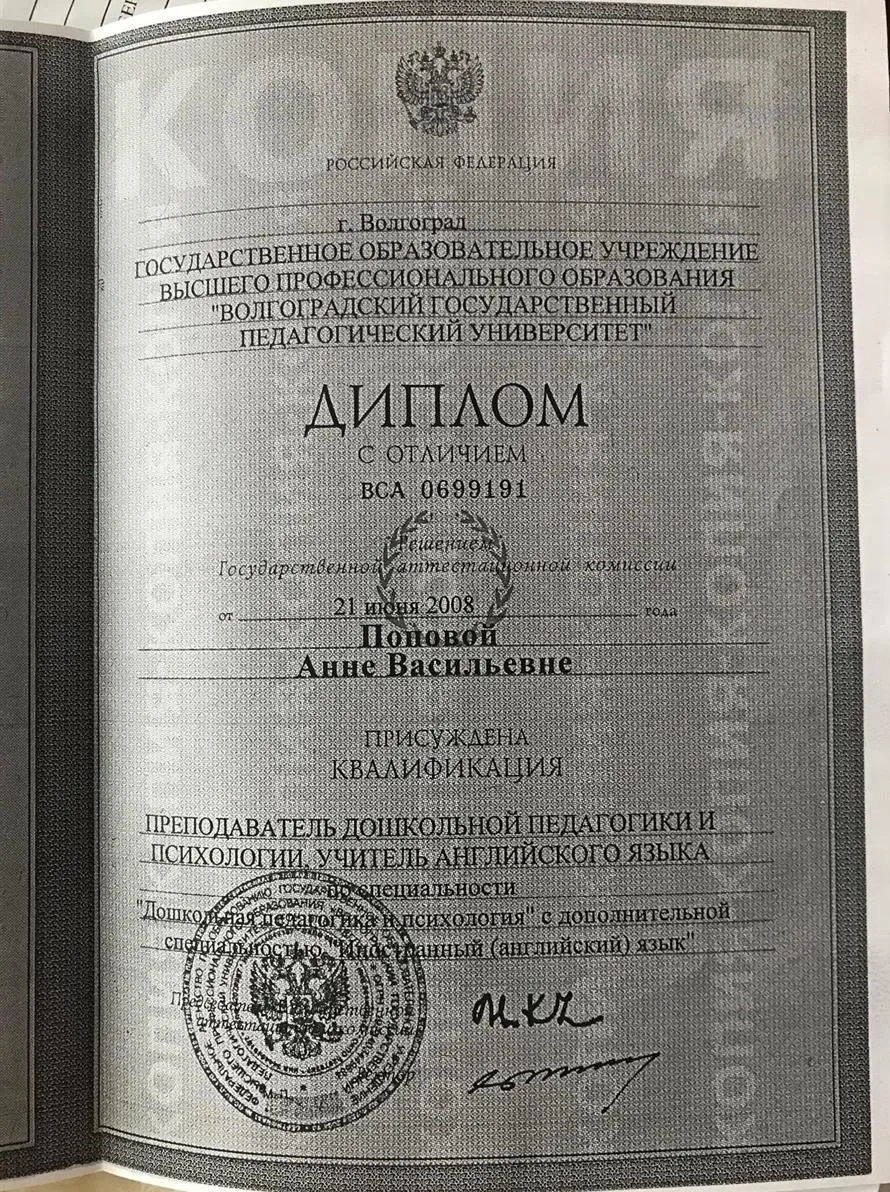 КОПИЯ
РОССИЙСКАЯ ФЕДЕРАЦИЯ
г. Волгоград
ГОСУДАРСТВЕННОЕ ОБРАЗОВАТЕЛЬНОЕ УЧРЕЖДЕНИЕ
ВЫСШЕГО ПРОФЕССИОНАЛЬНОГО ОБРАЗОВАНИЯ
"ВОЛГОГРАДСКИЙ ГОСУДАРСТВЕННЫЙ
ПЕДАГОГИЧЕСКИЙ УНИВЕРСИТЕТ"
ДИПЛОМ
С ОТЛИЧИЕМ
ВСА 0699191
Решением
Государственной аттестационной комиссии
от 21 июня 2008 года
Поповой
Анне Васильевне
ПРИСУЖДЕНА
КВАЛИФИКАЦИЯ
ПРЕПОДАВАТЕЛЬ ДОШКОЛЬНОЙ ПЕДАГОГИКИ И
ПСИХОЛОГИИ, УЧИТЕЛЬ АНГЛИЙСКОГО ЯЗЫКА
по специальности
"Дошкольная педагогика и психология" с дополнительной
специальностью "Иностранный (английский) язык"